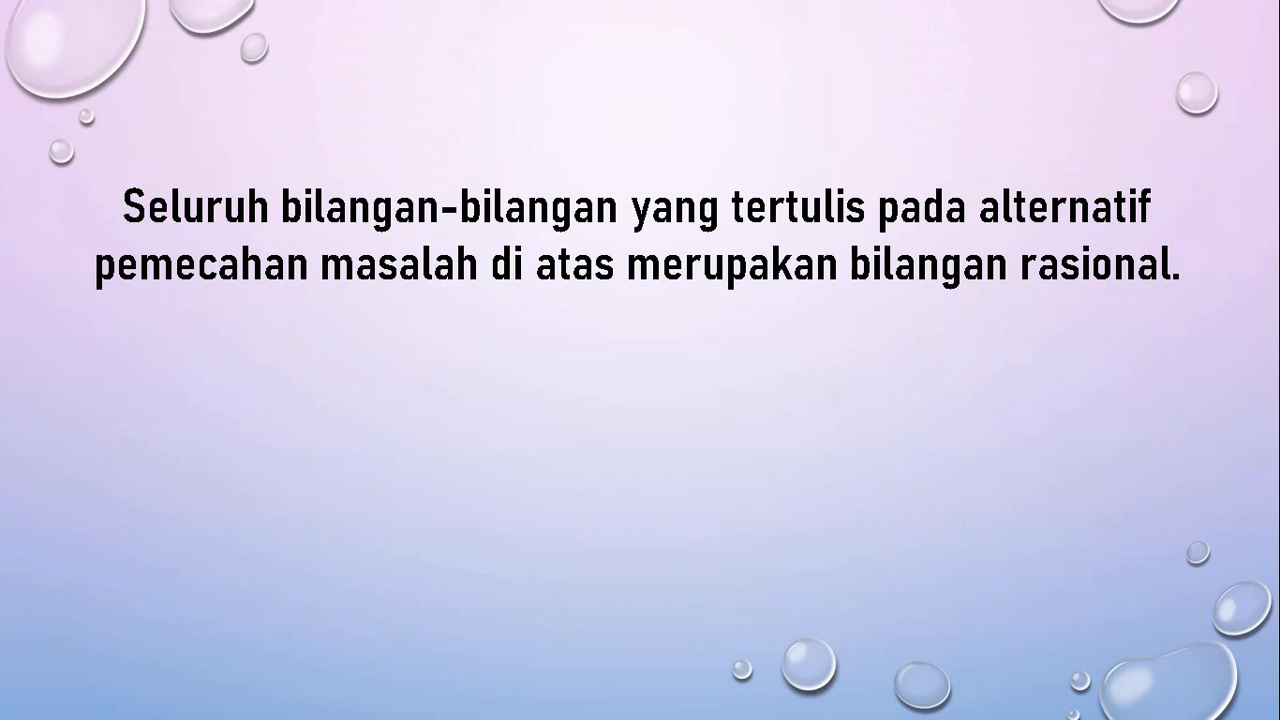 Seluruh bilangan-bilangan yang tertulis pada alternatif
pemecahan masalah di atas merupakan bilangan rasional.